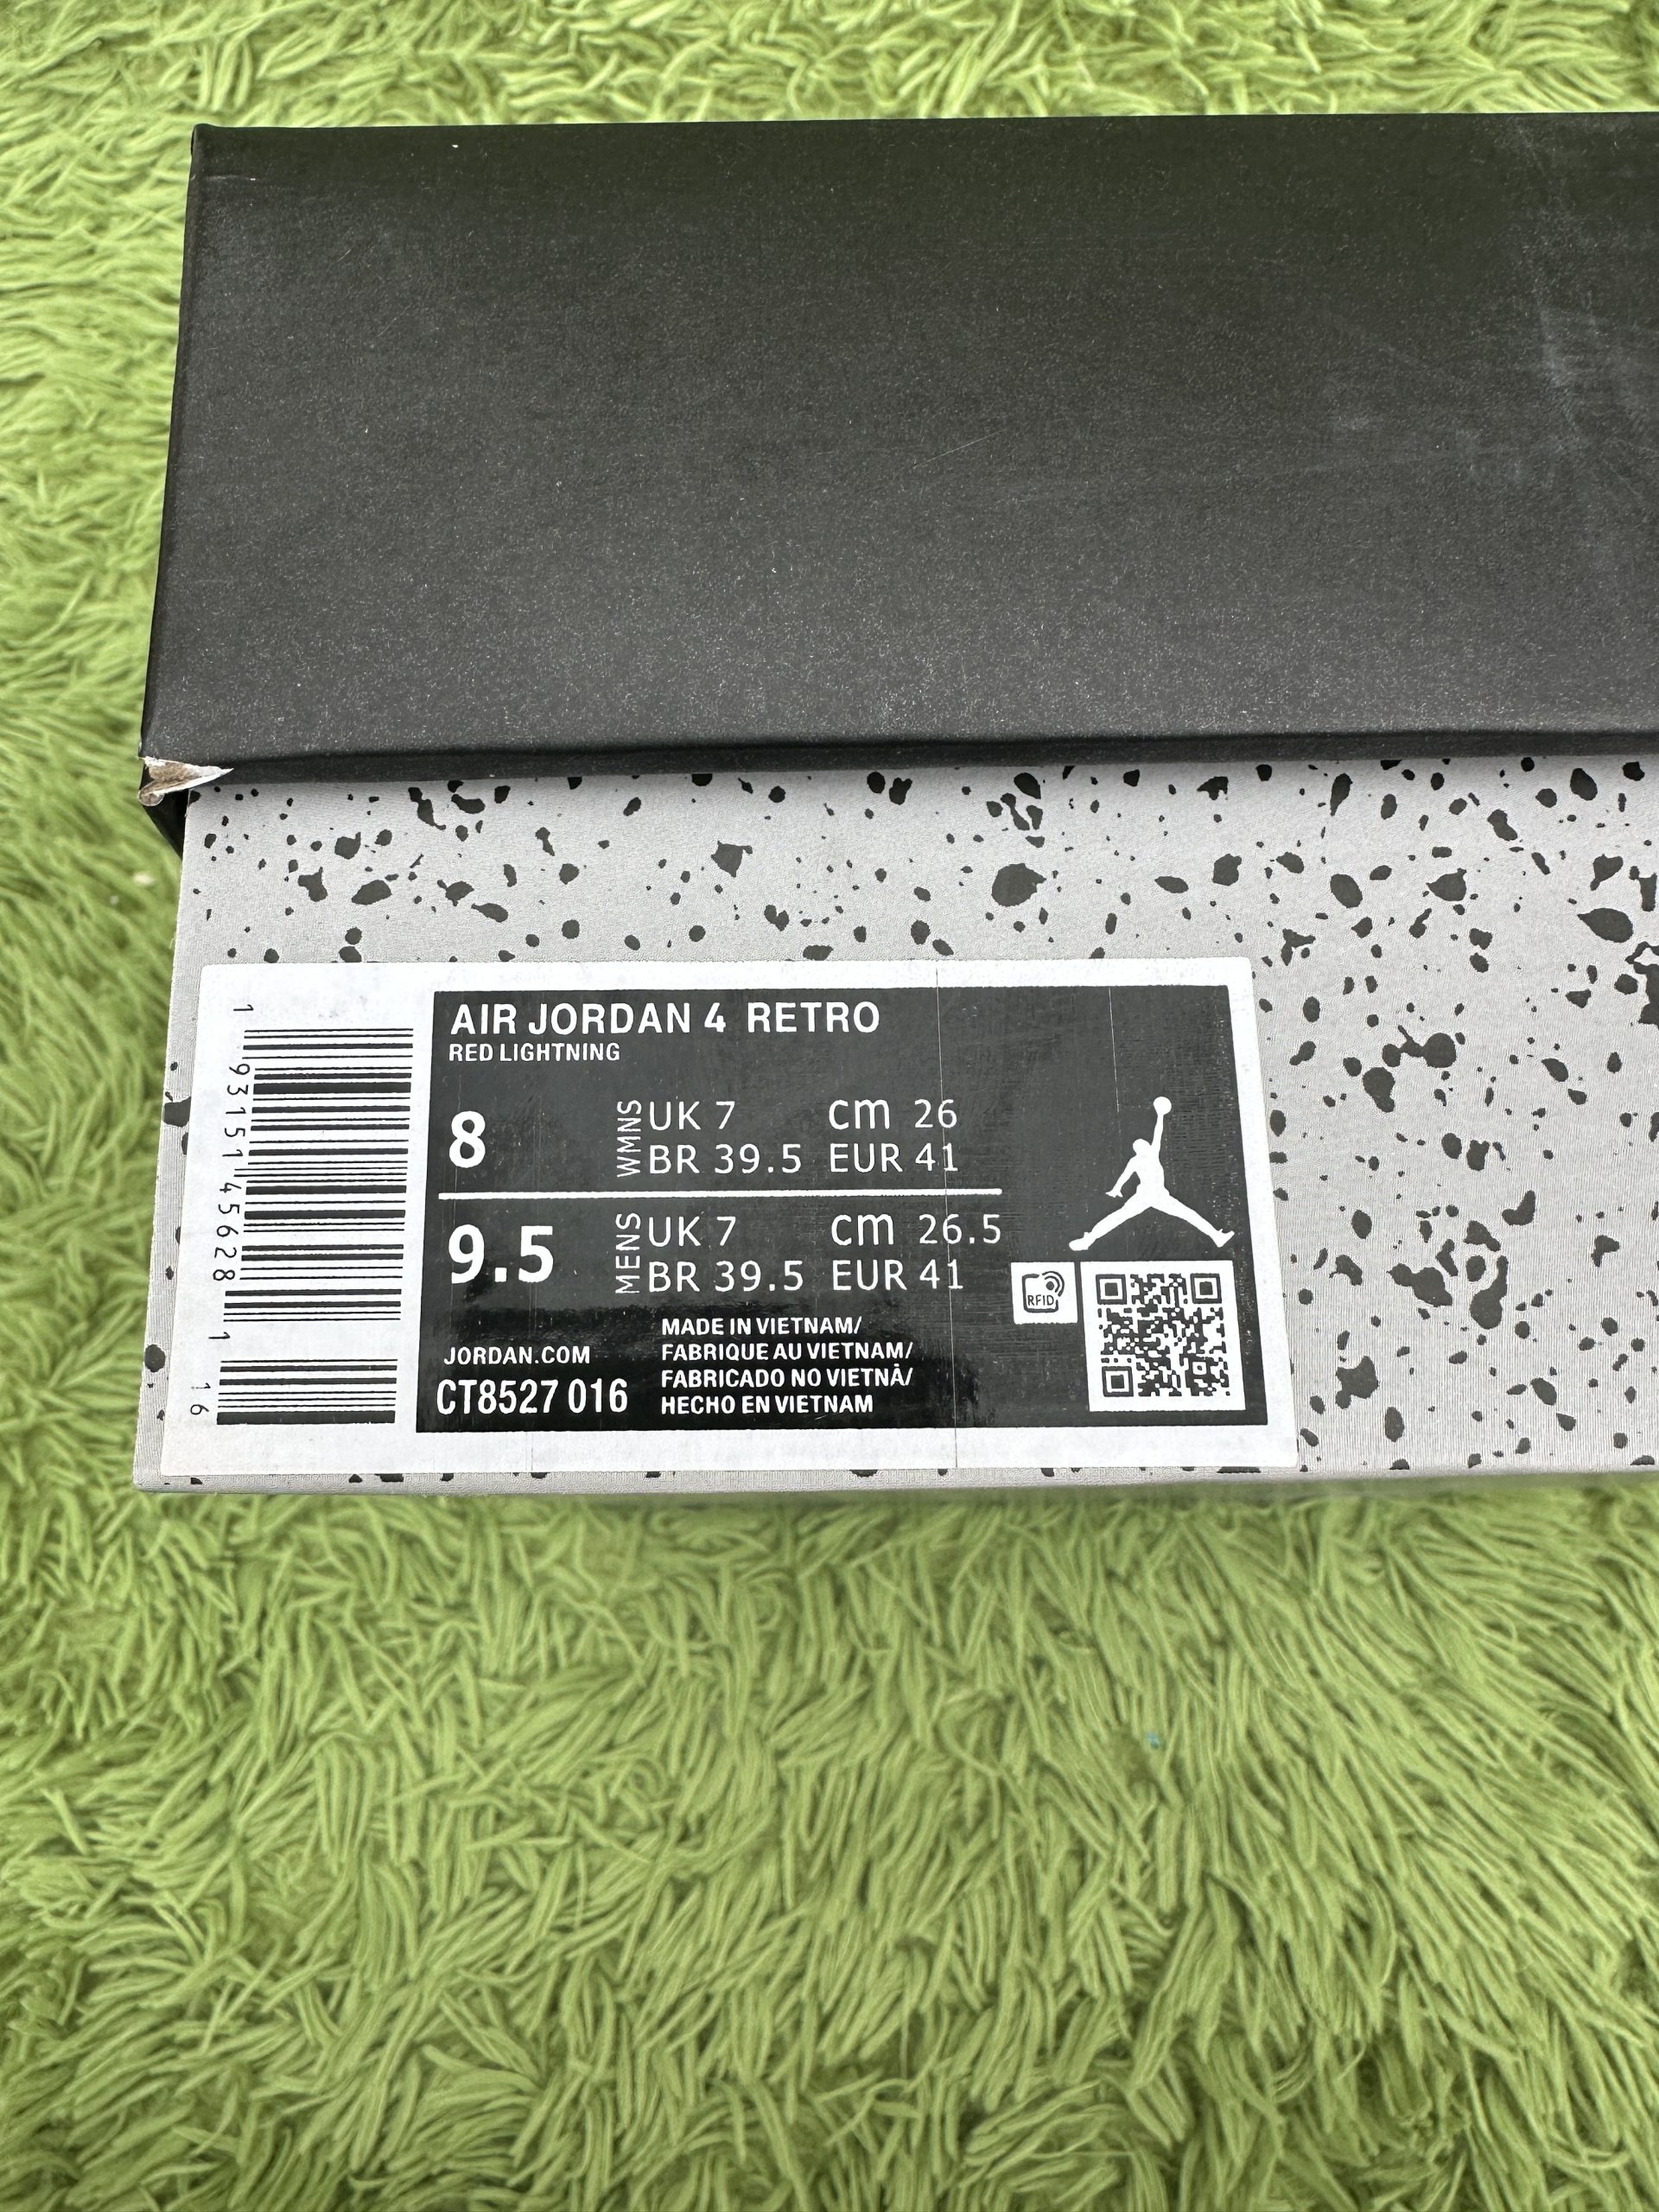 AIR JORDAN 4 RETRO
RED LIGHTNING
8 WMNS UK 7 cm 26
BR 39.5 EUR 41
9.5 MENS UK 7 cm 26.5
BR 39.5 EUR 41
MADE IN VIETNAM/
FABRIQUE AU VIETNAM/
FABRICADO NO VIETNÃ/
HECHO EN VIETNAM
JORDAN.COM
CT8527 016
RFID
1 93151 45628 1
16